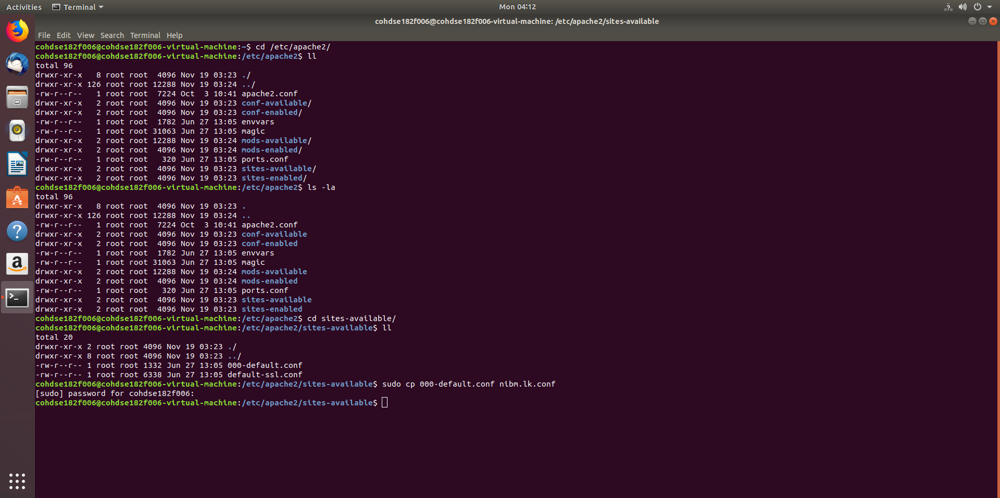 Activities Terminal Mon 04:12
cohdse182f006@cohdse182f006-virtual-machine: /etc/apache2/sites-available
File Edit View Search Terminal Help
cohdse182f006@cohdse182f006-virtual-machine:~$ cd /etc/apache2/
cohdse182f006@cohdse182f006-virtual-machine:/etc/apache2$ ll
total 96
drwxr-xr-x   8 root root  4096 Nov 19 03:23 ./
drwxr-xr-x 126 root root 12288 Nov 19 03:24 ../
-rw-r--r--   1 root root  7224 Oct  3 10:41 apache2.conf
drwxr-xr-x   2 root root  4096 Nov 19 03:23 conf-available/
drwxr-xr-x   2 root root  4096 Nov 19 03:23 conf-enabled/
-rw-r--r--   1 root root  1782 Jun 27 13:05 envvars
-rw-r--r--   1 root root 31063 Jun 27 13:05 magic
drwxr-xr-x   2 root root 12288 Nov 19 03:24 mods-available/
drwxr-xr-x   2 root root  4096 Nov 19 03:24 mods-enabled/
-rw-r--r--   1 root root   320 Jun 27 13:05 ports.conf
drwxr-xr-x   2 root root  4096 Nov 19 03:23 sites-available/
drwxr-xr-x   2 root root  4096 Nov 19 03:23 sites-enabled/
cohdse182f006@cohdse182f006-virtual-machine:/etc/apache2$ ls -la
total 96
drwxr-xr-x   8 root root  4096 Nov 19 03:23 .
drwxr-xr-x 126 root root 12288 Nov 19 03:24 ..
-rw-r--r--   1 root root  7224 Oct  3 10:41 apache2.conf
drwxr-xr-x   2 root root  4096 Nov 19 03:23 conf-available
drwxr-xr-x   2 root root  4096 Nov 19 03:23 conf-enabled
-rw-r--r--   1 root root  1782 Jun 27 13:05 envvars
-rw-r--r--   1 root root 31063 Jun 27 13:05 magic
drwxr-xr-x   2 root root 12288 Nov 19 03:24 mods-available
drwxr-xr-x   2 root root  4096 Nov 19 03:24 mods-enabled
-rw-r--r--   1 root root   320 Jun 27 13:05 ports.conf
drwxr-xr-x   2 root root  4096 Nov 19 03:23 sites-available
drwxr-xr-x   2 root root  4096 Nov 19 03:23 sites-enabled
cohdse182f006@cohdse182f006-virtual-machine:/etc/apache2$ cd sites-available/
cohdse182f006@cohdse182f006-virtual-machine:/etc/apache2/sites-available$ ll
total 20
drwxr-xr-x 2 root root 4096 Nov 19 03:23 ./
drwxr-xr-x 8 root root 4096 Nov 19 03:23 ../
-rw-r--r-- 1 root root 1332 Jun 27 13:05 000-default.conf
-rw-r--r-- 1 root root 6338 Jun 27 13:05 default-ssl.conf
cohdse182f006@cohdse182f006-virtual-machine:/etc/apache2/sites-available$ sudo cp 000-default.conf nibm.lk.conf
[sudo] password for cohdse182f006:
cohdse182f006@cohdse182f006-virtual-machine:/etc/apache2/sites-available$